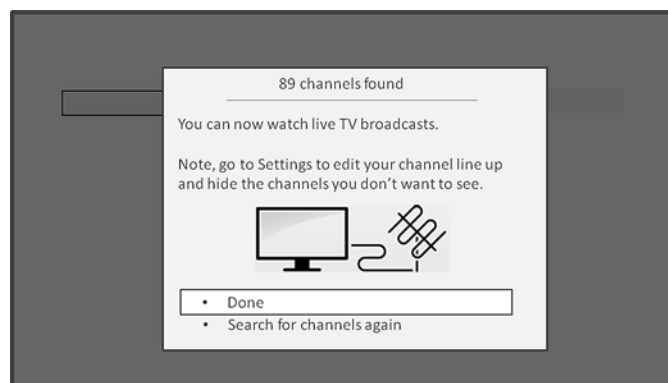 89 channels found
You can now watch live TV broadcasts.
Note, go to Settings to edit your channel line up
and hide the channels you don’t want to see.
• Done
• Search for channels again